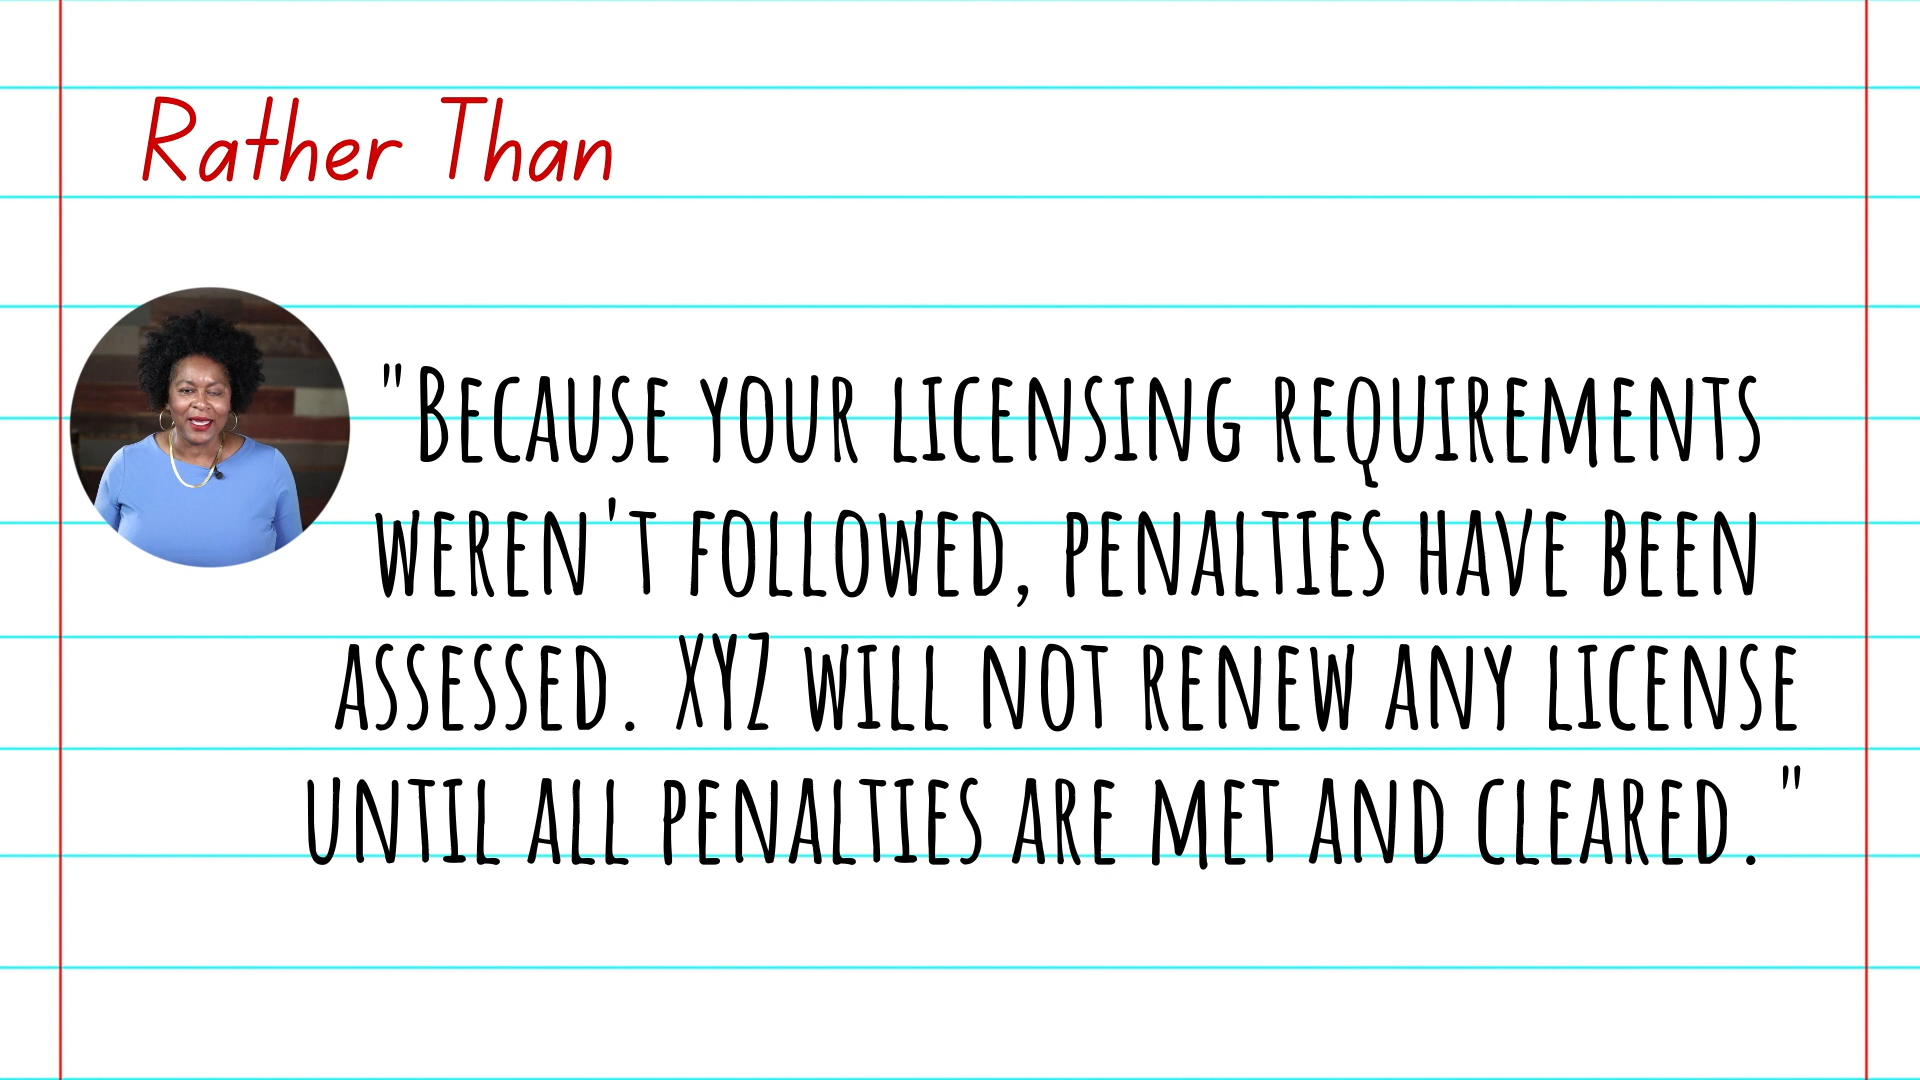 Rather Than
"Because your licensing requirements
weren't followed, penalties have been
assessed. XYZ will not renew any license
until all penalties are met and cleared."